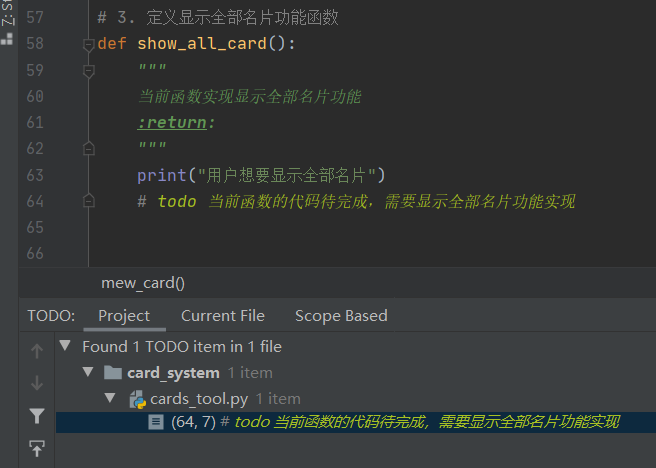 Z: St
57 # 3. 定义显示全部名片功能函数
58 def show_all_card():
59 """
60 当前函数实现显示全部名片功能
61 :return:
62 """
63 print("用户想要显示全部名片")
64 # todo 当前函数的代码待完成，需要显示全部名片功能实现
65
66
mew_card()
TODO: Project Current File Scope Based
Found 1 TODO item in 1 file
card_system 1 item
cards_tool.py 1 item
(64, 7) # todo 当前函数的代码待完成，需要显示全部名片功能实现